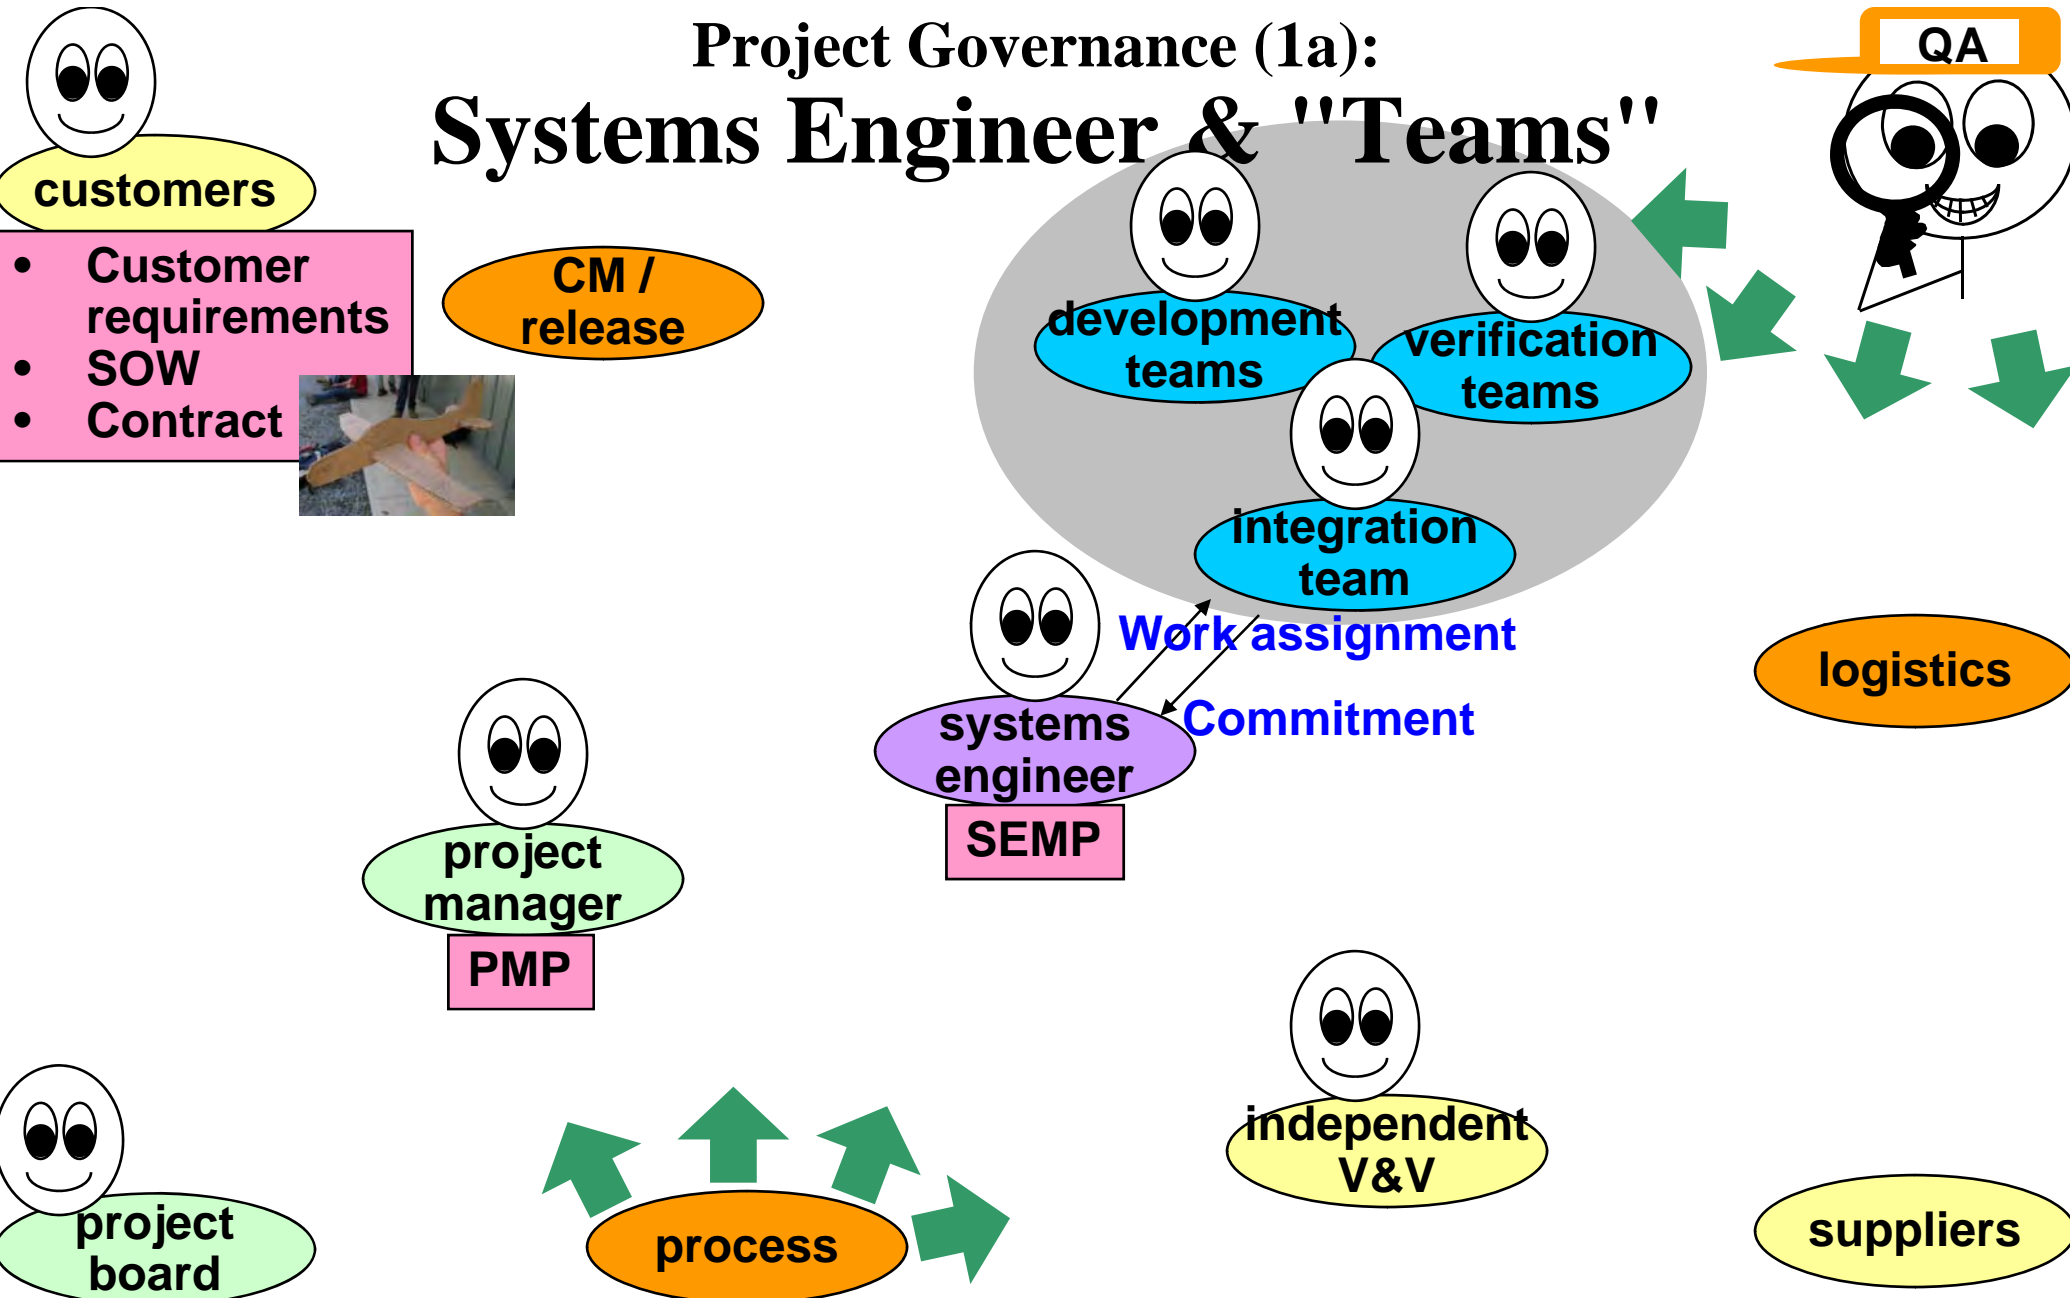 Project Governance (1a):
Systems Engineer & "Teams"
QA
customers
• Customer
requirements
• SOW
• Contract
CM /
release
development
teams
verification
teams
integration
team
Work assignment
Commitment
systems
engineer
SEMP
logistics
project
manager
PMP
independent
V&V
project
board
process
suppliers